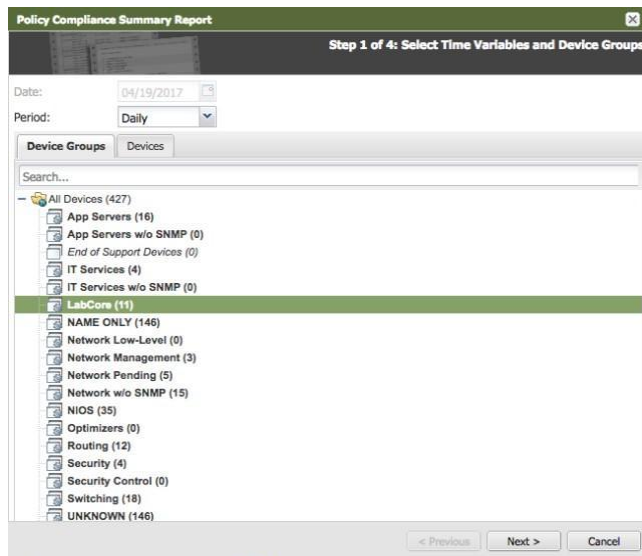 Policy Compliance Summary Report
Step 1 of 4: Select Time Variables and Device Groups
Date: 04/19/2017
Period: Daily
Device Groups Devices
Search...
All Devices (427)
App Servers (16)
App Servers w/o SNMP (0)
End of Support Devices (0)
IT Services (4)
IT Services w/o SNMP (0)
LabCore (11)
NAME ONLY (146)
Network Low-Level (0)
Network Management (3)
Network Pending (5)
Network w/o SNMP (15)
NIOS (35)
Optimizers (0)
Routing (12)
Security (4)
Security Control (0)
Switching (18)
UNKNOWN (146)
< Previous Next > Cancel